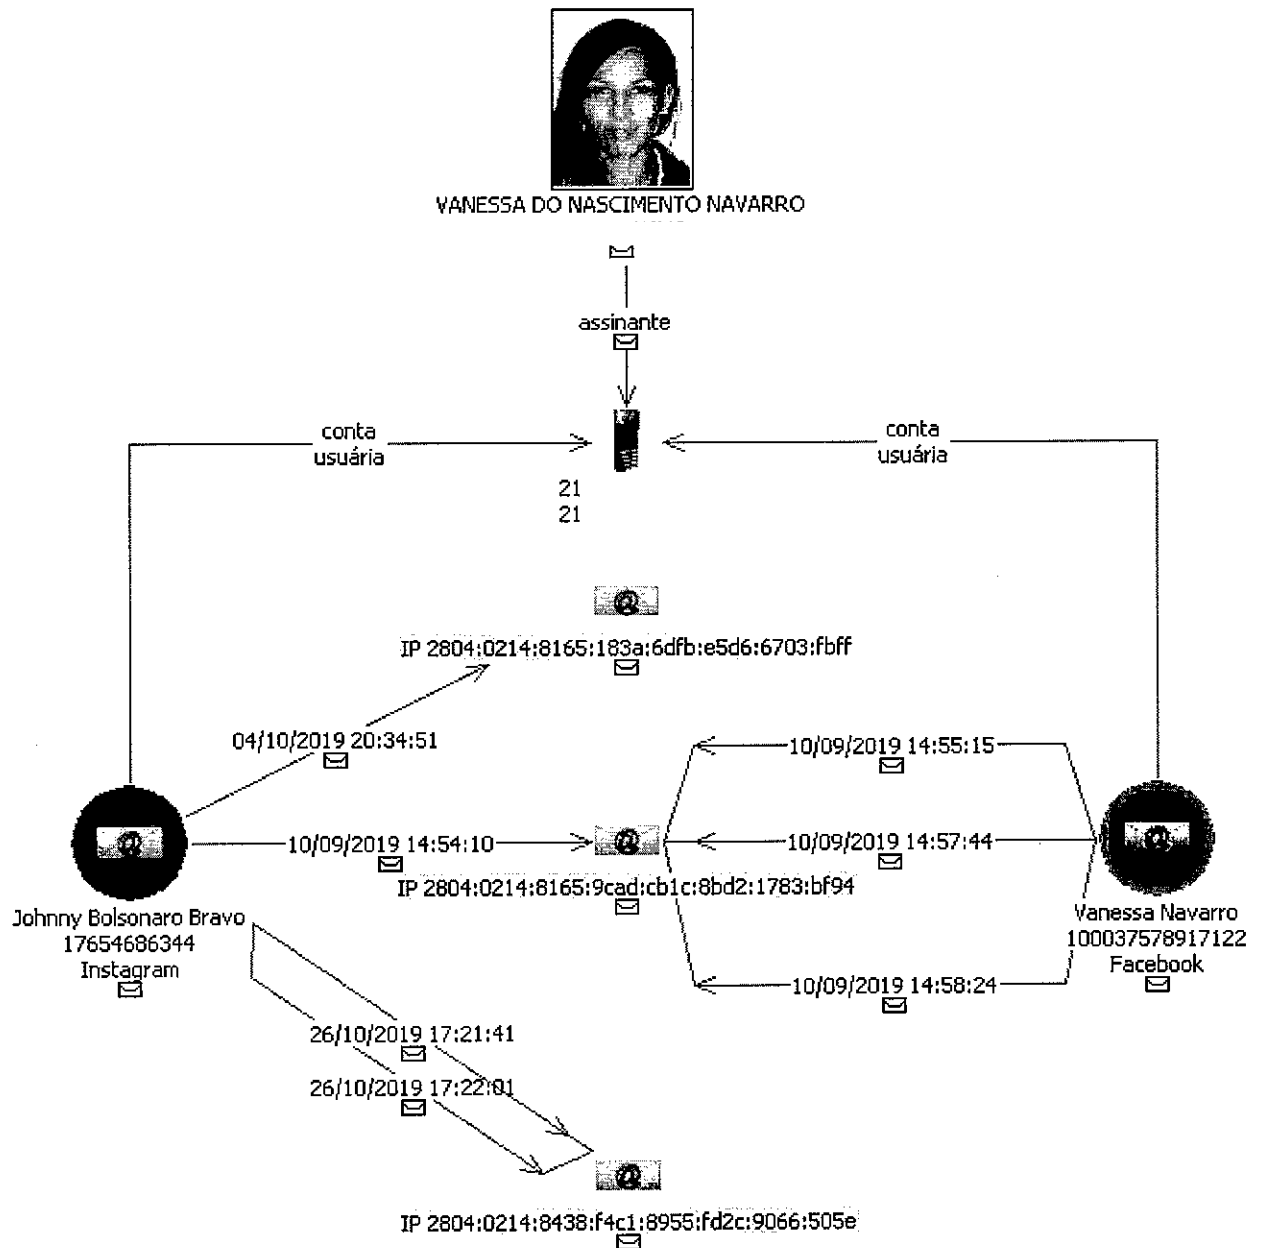 VANESSA DO NASCIMENTO NAVARRO
assinante
conta
usuária
conta
usuária
21
21
IP 2804:0214:8165:183a:6dfb:e5d6:6703:fbff
04/10/2019 20:34:51
10/09/2019 14:55:15
10/09/2019 14:54:10
10/09/2019 14:57:44
IP 2804:0214:8165:9cad:cb1c:8bd2:1783:bf94
Johnny Bolsonaro Bravo
17654686344
Instagram
Vanessa Navarro
100037578917122
Facebook
10/09/2019 14:58:24
26/10/2019 17:21:41
26/10/2019 17:22:01
IP 2804:0214:8438:f4c1:8955:fd2c:9066:505e